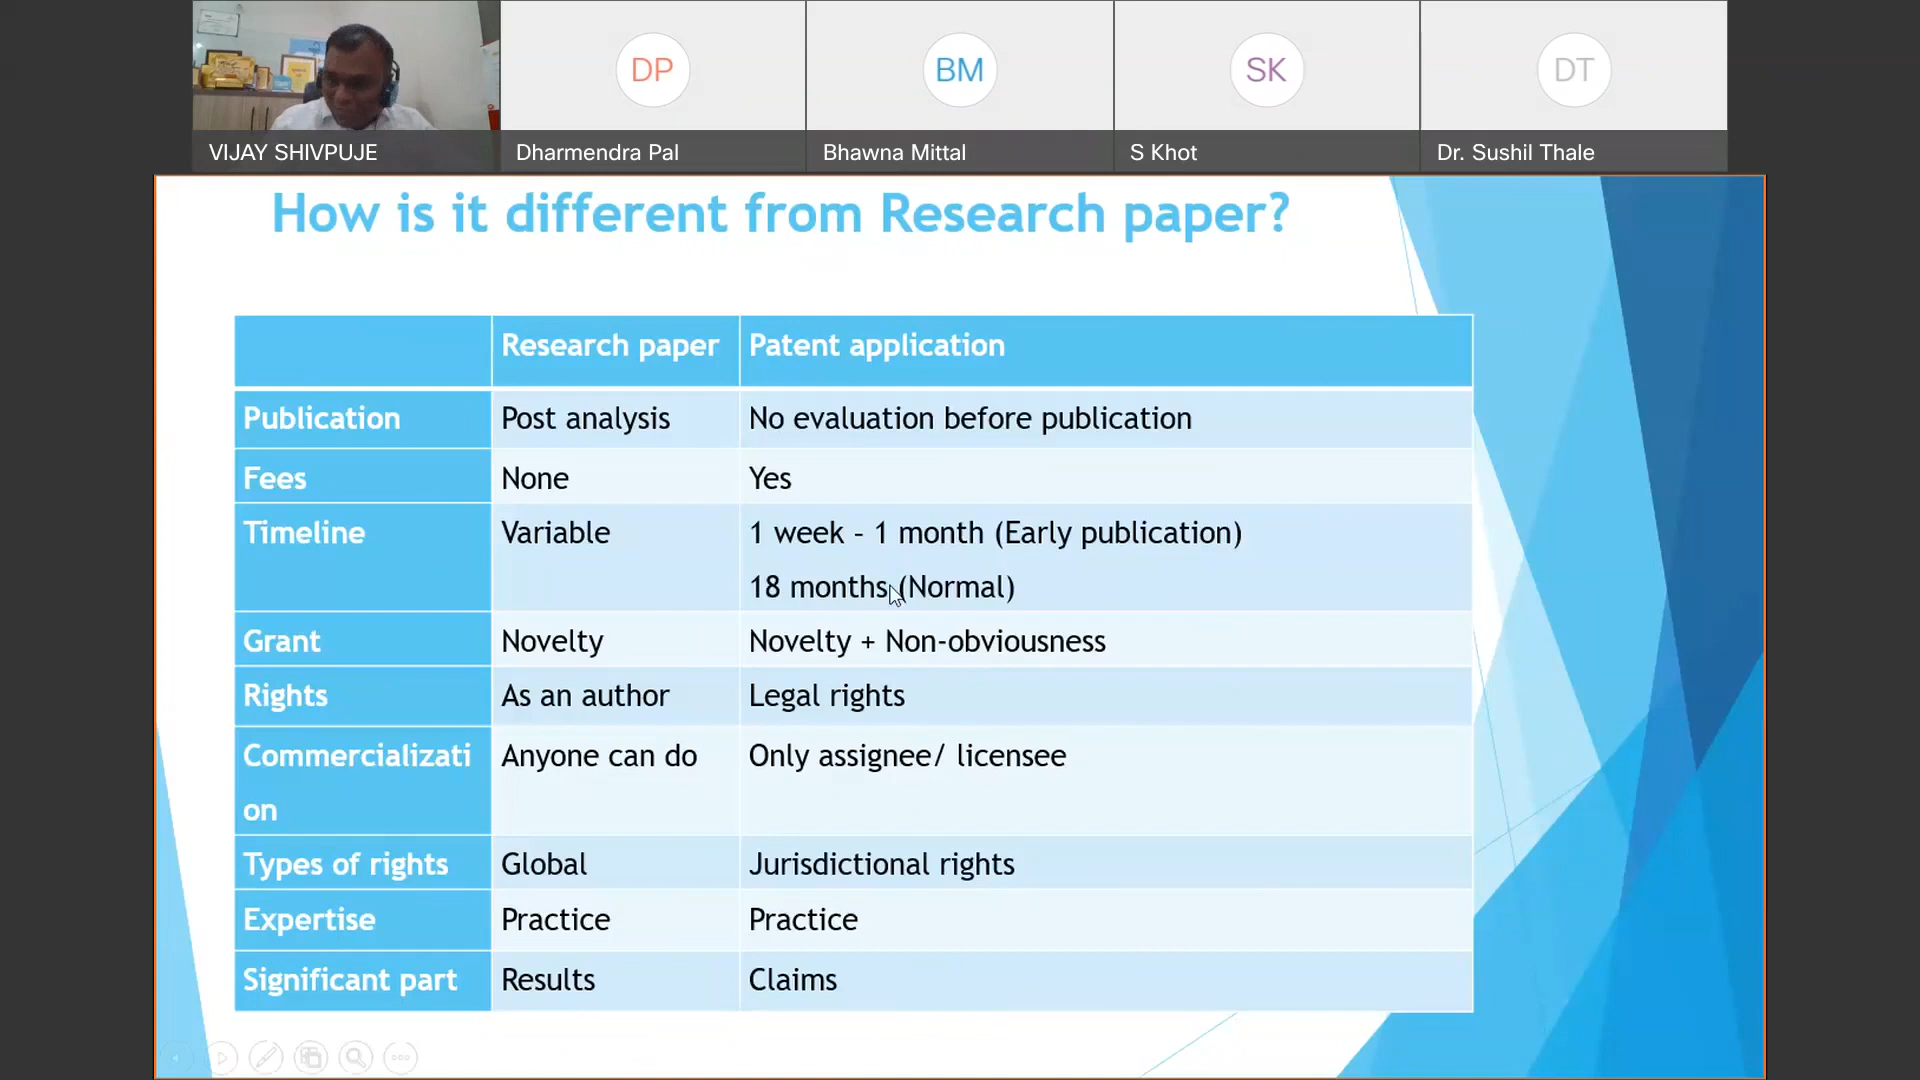 DP
BM
SK
DT
VIJAY SHIVPUJE
Dharmendra Pal
Bhawna Mittal
S Khot
Dr. Sushil Thale
How is it different from Research paper?
Research paper Patent application
Publication Post analysis No evaluation before publication
Fees None Yes
Timeline Variable 1 week - 1 month (Early publication)
18 months (Normal)
Grant Novelty Novelty + Non-obviousness
Rights As an author Legal rights
Commercializati Anyone can do Only assignee/ licensee
on
Types of rights Global Jurisdictional rights
Expertise Practice Practice
Significant part Results Claims